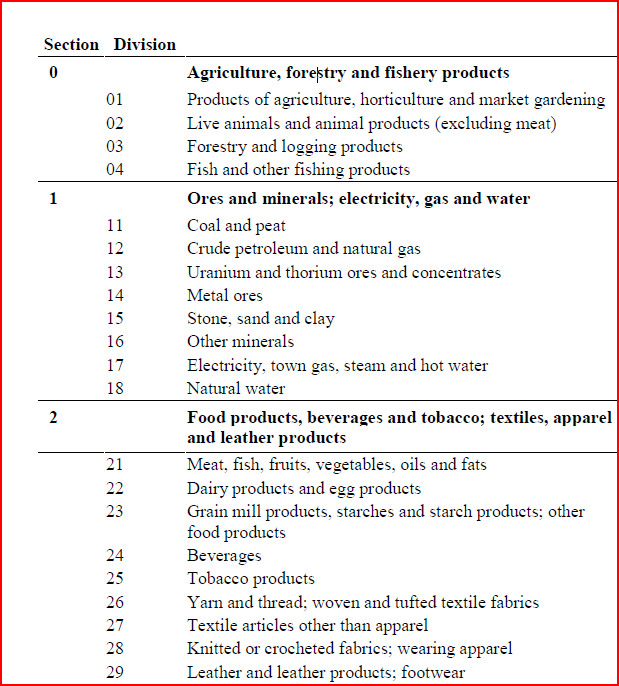 Section Division
0 Agriculture, forestry and fishery products
01 Products of agriculture, horticulture and market gardening
02 Live animals and animal products (excluding meat)
03 Forestry and logging products
04 Fish and other fishing products
1 Ores and minerals; electricity, gas and water
11 Coal and peat
12 Crude petroleum and natural gas
13 Uranium and thorium ores and concentrates
14 Metal ores
15 Stone, sand and clay
16 Other minerals
17 Electricity, town gas, steam and hot water
18 Natural water
2 Food products, beverages and tobacco; textiles, apparel
and leather products
21 Meat, fish, fruits, vegetables, oils and fats
22 Dairy products and egg products
23 Grain mill products, starches and starch products; other
food products
24 Beverages
25 Tobacco products
26 Yarn and thread; woven and tufted textile fabrics
27 Textile articles other than apparel
28 Knitted or crocheted fabrics; wearing apparel
29 Leather and leather products; footwear